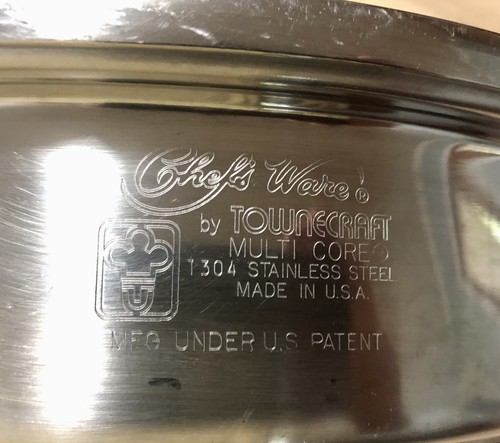 Chef's Ware!®
by TOWNECRAFT
MULTI CORE®
T304 STAINLESS STEEL
MADE IN U.S.A.
MFG UNDER U.S. PATENT